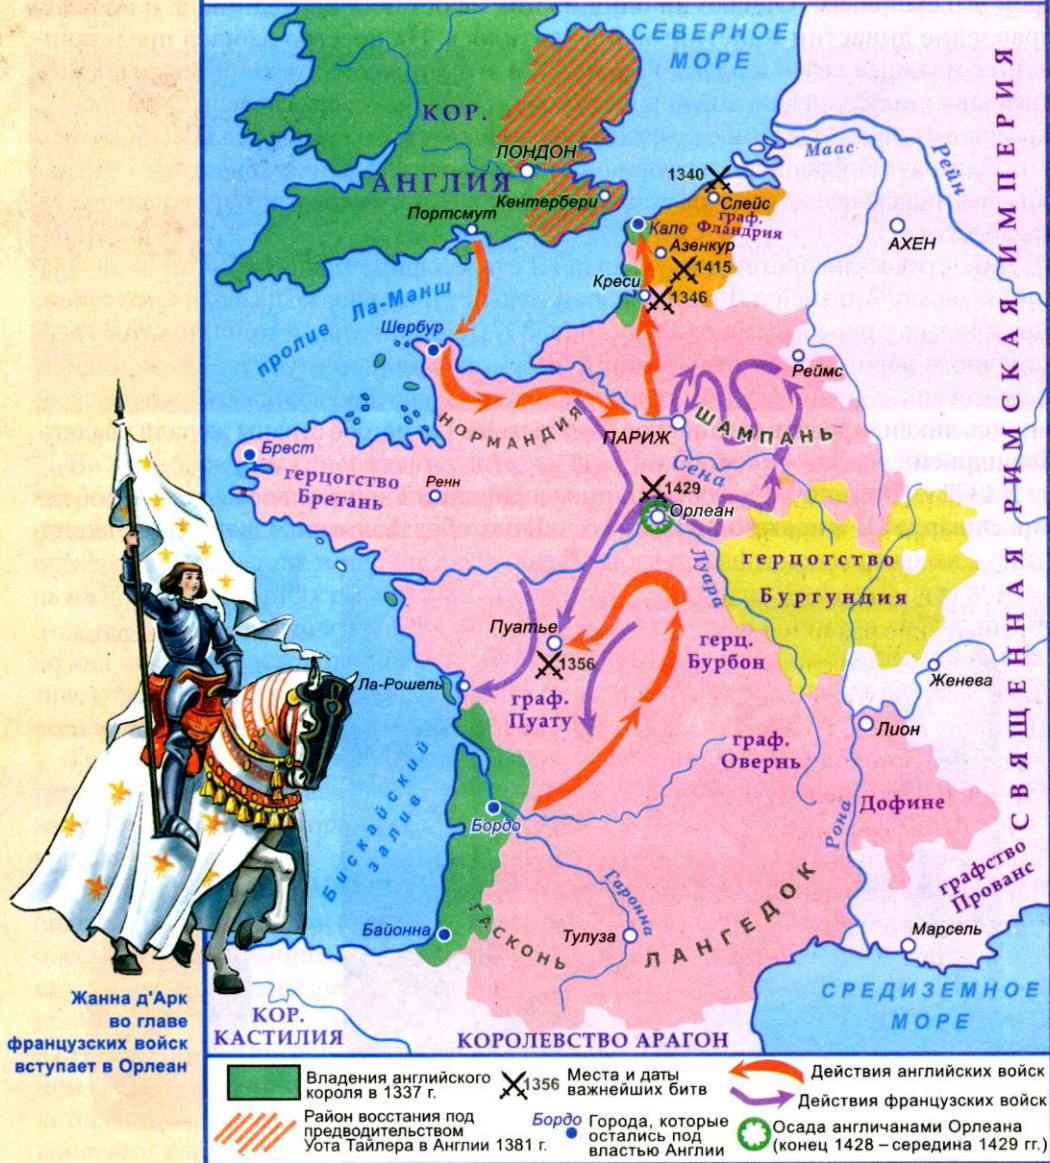 СЕВЕРНОЕ
МОРЕ
КОР.
АНГЛИЯ
ЛОНДОН
Кентербери
Портсмут
пролив Ла-Манш
Шербур
1340
Слейс
граф.
Фландрия
Кале
Азенкур
1415
Креси
1346
Маас
Рейн
АХЕН
СВЯЩЕННАЯ РИМСКАЯ ИМПЕРИЯ
Реймс
НОРМАНДИЯ
ПАРИЖ
ШАМПАНЬ
Сена
Брест
герцогство
Бретань
Ренн
1429
Орлеан
Луара
герцогство
Бургундия
Пуатье
1356
герц.
Бурбон
Ла-Рошель
граф.
Пуату
Женева
Лион
граф.
Овернь
Дофине
Рона
Бискайский
залив
Бордо
Гаронна
графство
Прованс
Байонна
ГАСКОНЬ
Тулуза
ЛАНГЕДОК
Марсель
СРЕДИЗЕМНОЕ
МОРЕ
КОР.
КАСТИЛИЯ
КОРОЛЕВСТВО АРАГОН
Жанна д'Арк
во главе
французских войск
вступает в Орлеан
Владения английского
короля в 1337 г.
Район восстания под
предводительством
Уота Тайлера в Англии 1381 г.
1356
Места и даты
важнейших битв
Бордо
Города, которые
остались под
властью Англии
Действия английских войск
Действия французских войск
Осада англичанами Орлеана
(конец 1428 – середина 1429 гг.)